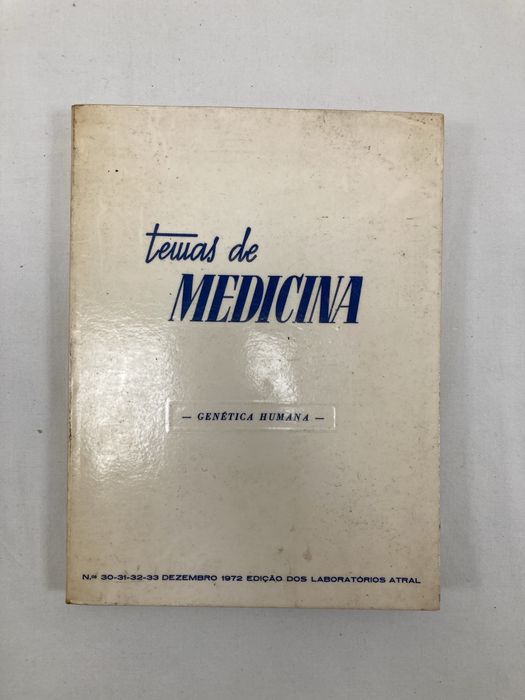 temas de
MEDICINA
— GENÉTICA HUMANA —
N.os 30-31-32-33 DEZEMBRO 1972 EDIÇÃO DOS LABORATÓRIOS ATRAL